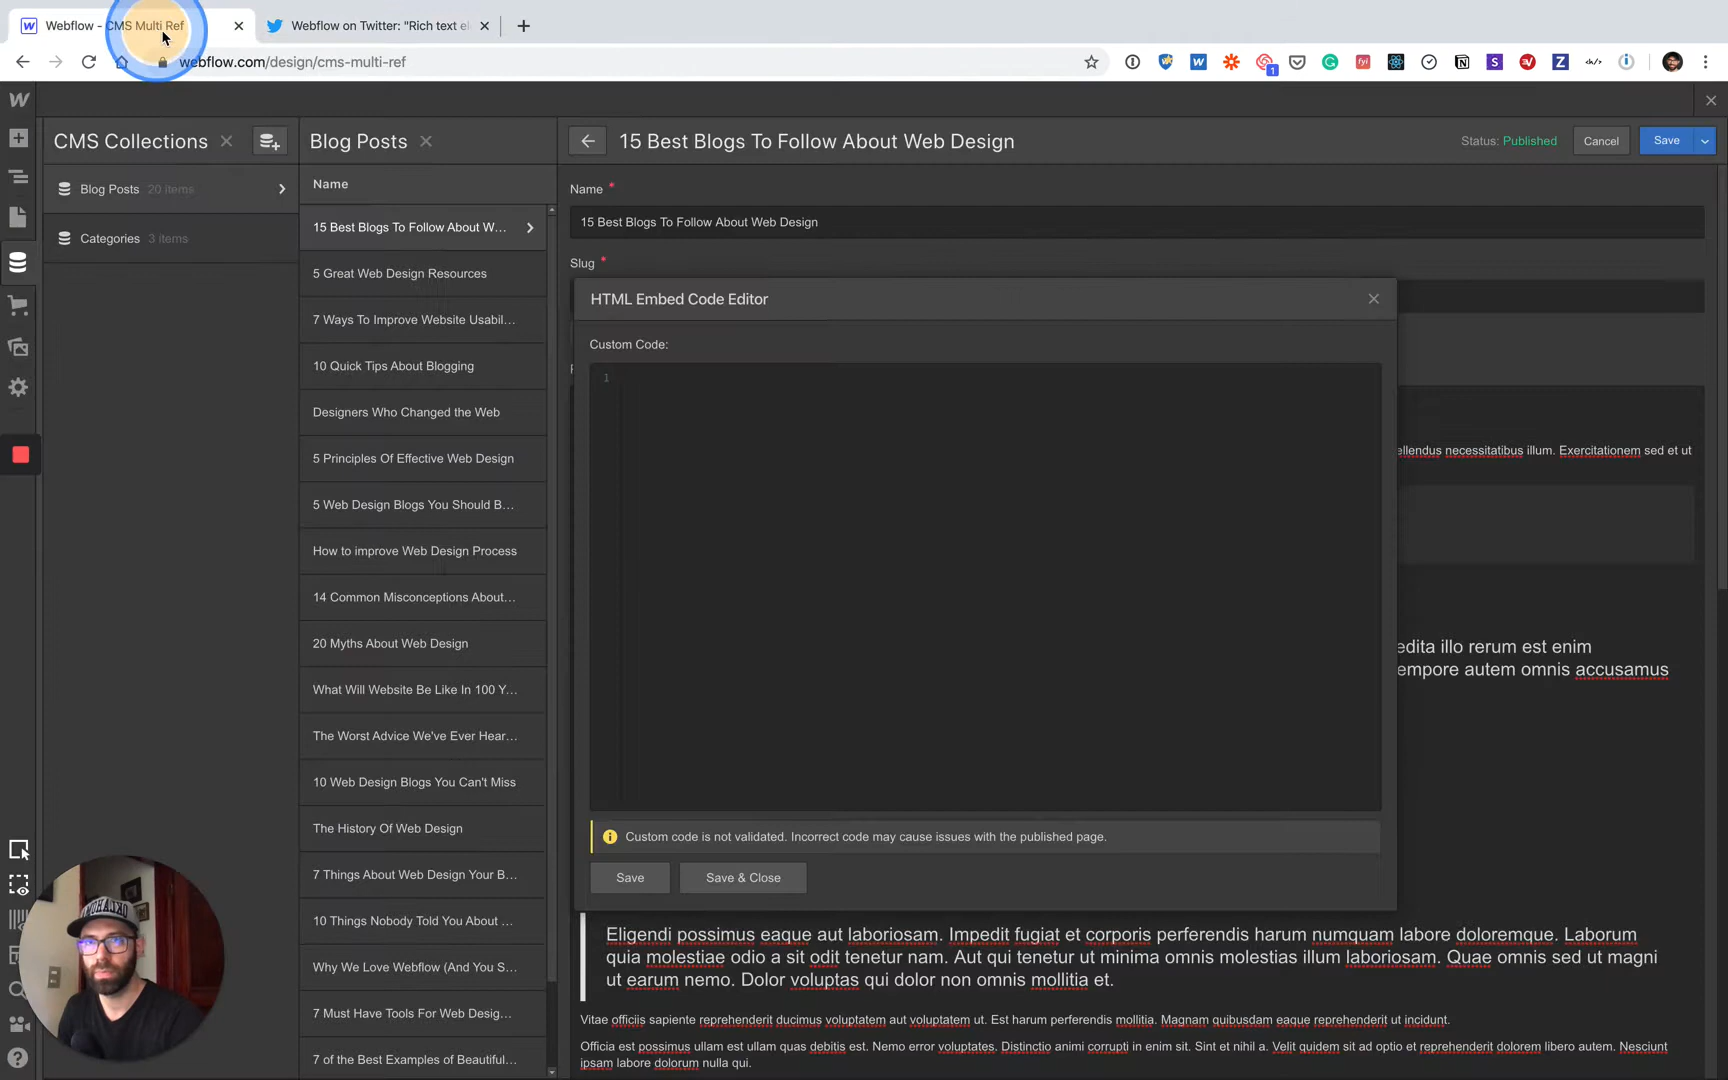 Webflow - CMS Multi Ref
Webflow on Twitter: "Rich text el
webflow.com/design/cms-multi-ref
CMS Collections
Blog Posts
15 Best Blogs To Follow About Web Design
Status: Published
Cancel
Save
Blog Posts 20 items
Categories 3 items
Name
15 Best Blogs To Follow About W...
5 Great Web Design Resources
7 Ways To Improve Website Usabil...
10 Quick Tips About Blogging
Designers Who Changed the Web
5 Principles Of Effective Web Design
5 Web Design Blogs You Should B...
How to improve Web Design Process
14 Common Misconceptions About...
20 Myths About Web Design
What Will Website Be Like In 100 Y...
The Worst Advice We've Ever Hear...
10 Web Design Blogs You Can't Miss
The History Of Web Design
7 Things About Web Design Your B...
10 Things Nobody Told You About ...
Why We Love Webflow (And You S...
7 Must Have Tools For Web Desig...
7 of the Best Examples of Beautiful...
Name *
15 Best Blogs To Follow About Web Design
Slug *
HTML Embed Code Editor
Custom Code:
1
Custom code is not validated. Incorrect code may cause issues with the published page.
Save
Save & Close
ellendus necessitatibus illum. Exercitationem sed et ut
edita illo rerum est enim
empore autem omnis accusamus
Eligendi possimus eaque aut laboriosam. Impedit fugiat et corporis perferendis harum numquam labore doloremque. Laborum
quia molestiae odio a sit odit tenetur nam. Aut qui tenetur ut minima omnis molestias illum laboriosam. Quae omnis sed ut magni
ut earum nemo. Dolor voluptas qui dolor non omnis mollitia et.
Vitae officiis sapiente reprehenderit ducimus voluptatem aut voluptatem ut. Est harum perferendis mollitia. Magnam quibusdam eaque reprehenderit ut incidunt.
Officia est possimus ullam est ullam quas debitis est. Nemo error voluptates. Distinctio animi corrupti in enim sit. Sint et nihil a. Velit quidem sit ad optio et reprehenderit dolorem libero autem. Nesciunt
ipsam labore dolorum nulla qui.